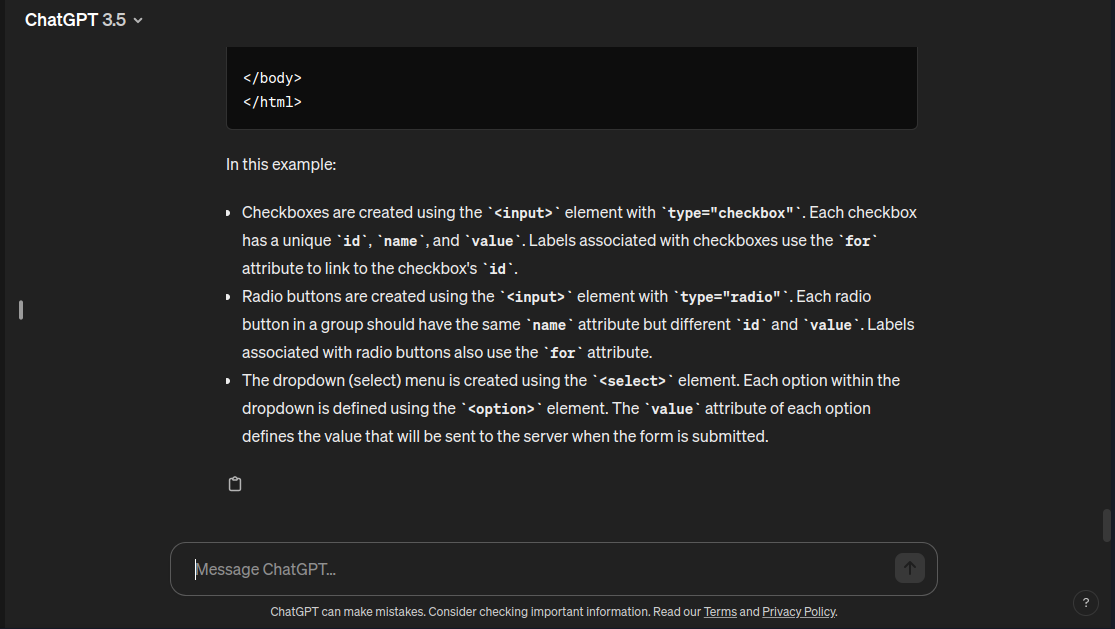 ChatGPT 3.5
</body>
</html>
In this example:
Checkboxes are created using the `<input>` element with `type="checkbox"`. Each checkbox
has a unique `id`, `name`, and `value`. Labels associated with checkboxes use the `for`
attribute to link to the checkbox's `id`.
Radio buttons are created using the `<input>` element with `type="radio"`. Each radio
button in a group should have the same `name` attribute but different `id` and `value`. Labels
associated with radio buttons also use the `for` attribute.
The dropdown (select) menu is created using the `<select>` element. Each option within the
dropdown is defined using the `<option>` element. The `value` attribute of each option
defines the value that will be sent to the server when the form is submitted.
Message ChatGPT...
ChatGPT can make mistakes. Consider checking important information. Read our Terms and Privacy Policy.
?